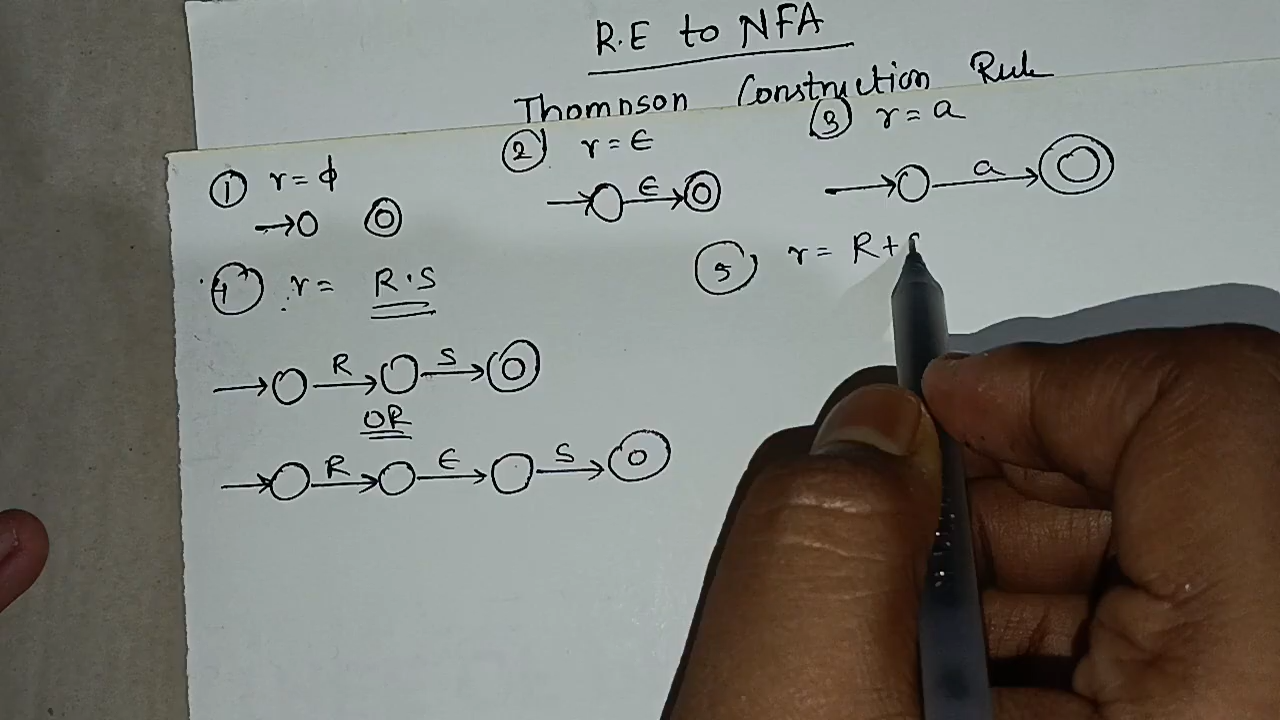 R.E to NFA
Thompson Construction Rule
① r = ϕ
② r = ϵ
③ r = a
ϵ
a
④ r = R.S
⑤ r = R + S
R S
OR
R ϵ S